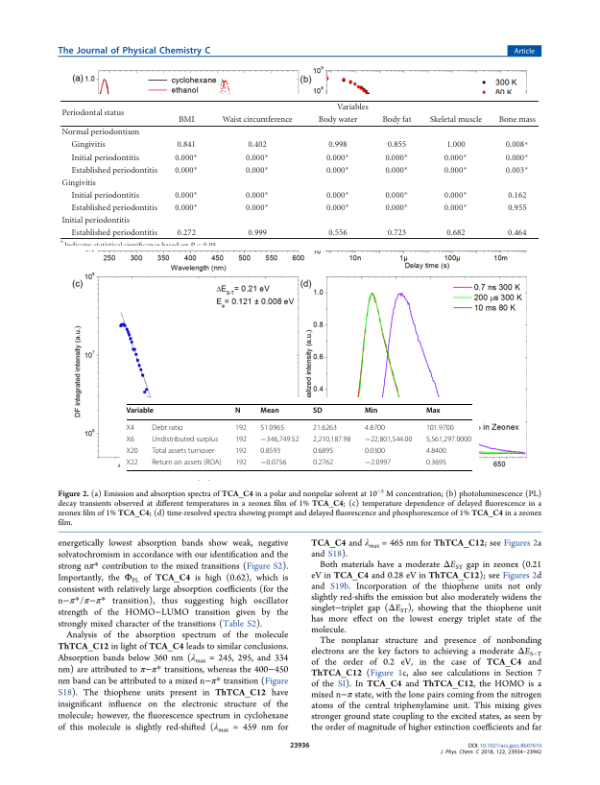 The Journal of Physical Chemistry C
Article
(a) 1.0
cyclohexane
ethanol
(b)
300 K
80 K
Periodontal status
Variables
BMI Waist circumference Body water Body fat Skeletal muscle Bone mass
Normal periodontium
Gingivitis 0.841 0.402 0.998 0.855 1.000 0.008*
Initial periodontitis 0.000* 0.000* 0.000* 0.000* 0.000* 0.000*
Established periodontitis 0.000* 0.000* 0.000* 0.000* 0.000* 0.003*
Gingivitis
Initial periodontitis 0.000* 0.000* 0.000* 0.000* 0.000* 0.162
Established periodontitis 0.000* 0.000* 0.000* 0.000* 0.000* 0.955
Initial periodontitis
Established periodontitis 0.272 0.999 0.556 0.723 0.682 0.464
* Indicates statistical significance based on P < 0.05
250 300 350 400 450 500 550 600
Wavelength (nm)
10n 1μ 100μ 10m
Delay time (s)
(c)
10⁸
10⁷
DF integrated intensity (a.u.)
ΔE_S-T= 0.21 eV
E_a= 0.121 ± 0.008 eV
(d)
1.0
0.8
0.6
0.4
0.7 ns 300 K
200 μs 300 K
10 ms 80 K
in Zeonex
650
Variable N Mean SD Min Max
X4 Debt ratio 192 51.0965 21.6263 4.8700 101.9700
X6 Undistributed surplus 192 −346,749.52 2,210,187.98 −22,801,544.00 5,561,297.0000
X20 Total assets turnover 192 0.8593 0.6895 0.0300 4.8400
X22 Return on assets (ROA) 192 −0.0756 0.2762 −2.0997 0.3695
Figure 2. (a) Emission and absorption spectra of TCA_C4 in a polar and nonpolar solvent at 10⁻⁵ M concentration; (b) photoluminescence (PL)
decay transients observed at different temperatures in a zeonex film of 1% TCA_C4; (c) temperature dependence of delayed fluorescence in a
zeonex film of 1% TCA_C4; (d) time-resolved spectra showing prompt and delayed fluorescence and phosphorescence of 1% TCA_C4 in a zeonex
film.
energetically lowest absorption bands show weak, negative
solvatochromism in accordance with our identification and the
strong nπ* contribution to the mixed transitions (Figure S2).
Importantly, the Φ_PL of TCA_C4 is high (0.62), which is
consistent with relatively large absorption coefficients (for the
n−π*/π−π* transition), thus suggesting high oscillator
strength of the HOMO−LUMO transition given by the
strongly mixed character of the transitions (Table S2).
Analysis of the absorption spectrum of the molecule
ThTCA_C12 in light of TCA_C4 leads to similar conclusions.
Absorption bands below 360 nm (λ_max = 245, 295, and 334
nm) are attributed to π−π* transitions, whereas the 400−450
nm band can be attributed to a mixed n−π* transition (Figure
S18). The thiophene units present in ThTCA_C12 have
insignificant influence on the electronic structure of the
molecule; however, the fluorescence spectrum in cyclohexane
of this molecule is slightly red-shifted (λ_max = 459 nm for
TCA_C4 and λ_max = 465 nm for ThTCA_C12; see Figures 2a
and S18).
Both materials have a moderate ΔE_ST gap in zeonex (0.21
eV in TCA_C4 and 0.28 eV in ThTCA_C12); see Figures 2d
and S19b. Incorporation of the thiophene units not only
slightly red-shifts the emission but also moderately widens the
singlet−triplet gap (ΔE_ST), showing that the thiophene unit
has more effect on the lowest energy triplet state of the
molecule.
The nonplanar structure and presence of nonbonding
electrons are the key factors to achieving a moderate ΔE_S−T
of the order of 0.2 eV, in the case of TCA_C4 and
ThTCA_C12 (Figure 1c, also see calculations in Section 7
of the SI). In TCA_C4 and ThTCA_C12, the HOMO is a
mixed n−π state, with the lone pairs coming from the nitrogen
atoms of the central triphenylamine unit. This mixing gives
stronger ground state coupling to the excited states, as seen by
the order of magnitude of higher extinction coefficients and far
23936
DOI: 10.1021/acs.jpcc.8b07610
J. Phys. Chem. C 2018, 122, 23934−23942